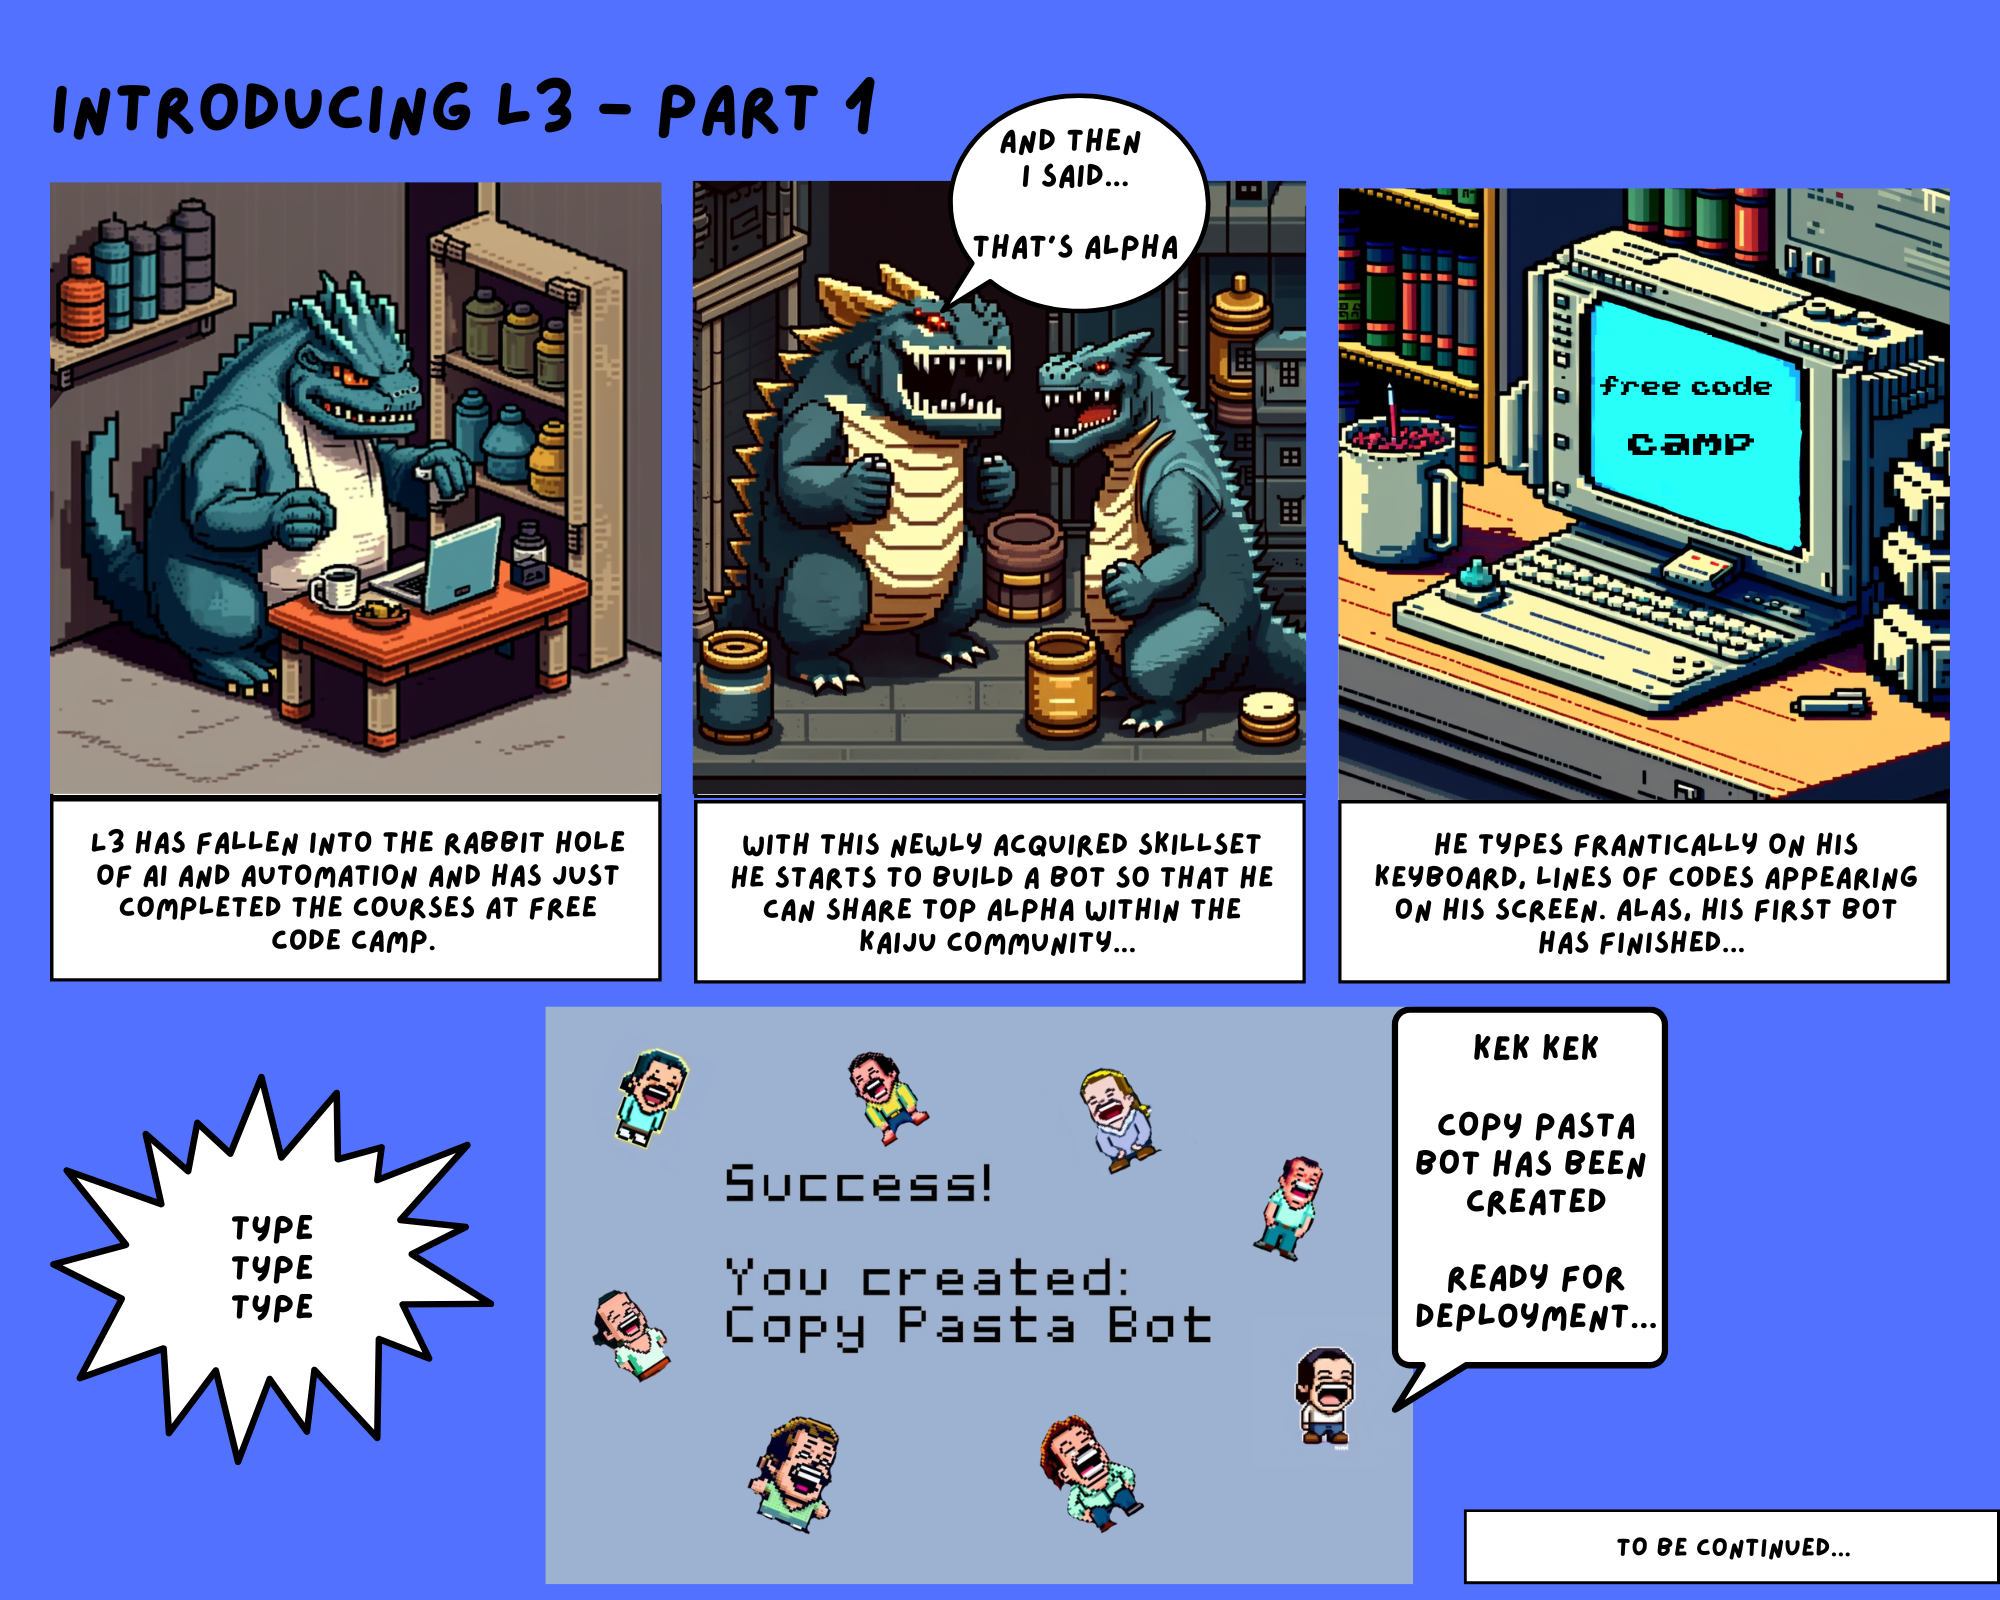 INTRODUCING L3 - PART 1
AND THEN
I SAID...
THAT'S ALPHA
free code
camp
L3 HAS FALLEN INTO THE RABBIT HOLE
OF AI AND AUTOMATION AND HAS JUST
COMPLETED THE COURSES AT FREE
CODE CAMP.
WITH THIS NEWLY ACQUIRED SKILLSET
HE STARTS TO BUILD A BOT SO THAT HE
CAN SHARE TOP ALPHA WITHIN THE
KAIJU COMMUNITY...
HE TYPES FRANTICALLY ON HIS
KEYBOARD, LINES OF CODES APPEARING
ON HIS SCREEN. ALAS, HIS FIRST BOT
HAS FINISHED...
TYPE
TYPE
TYPE
Success!
You created:
Copy Pasta Bot
KEK KEK
COPY PASTA
BOT HAS BEEN
CREATED
READY FOR
DEPLOYMENT...
TO BE CONTINUED...